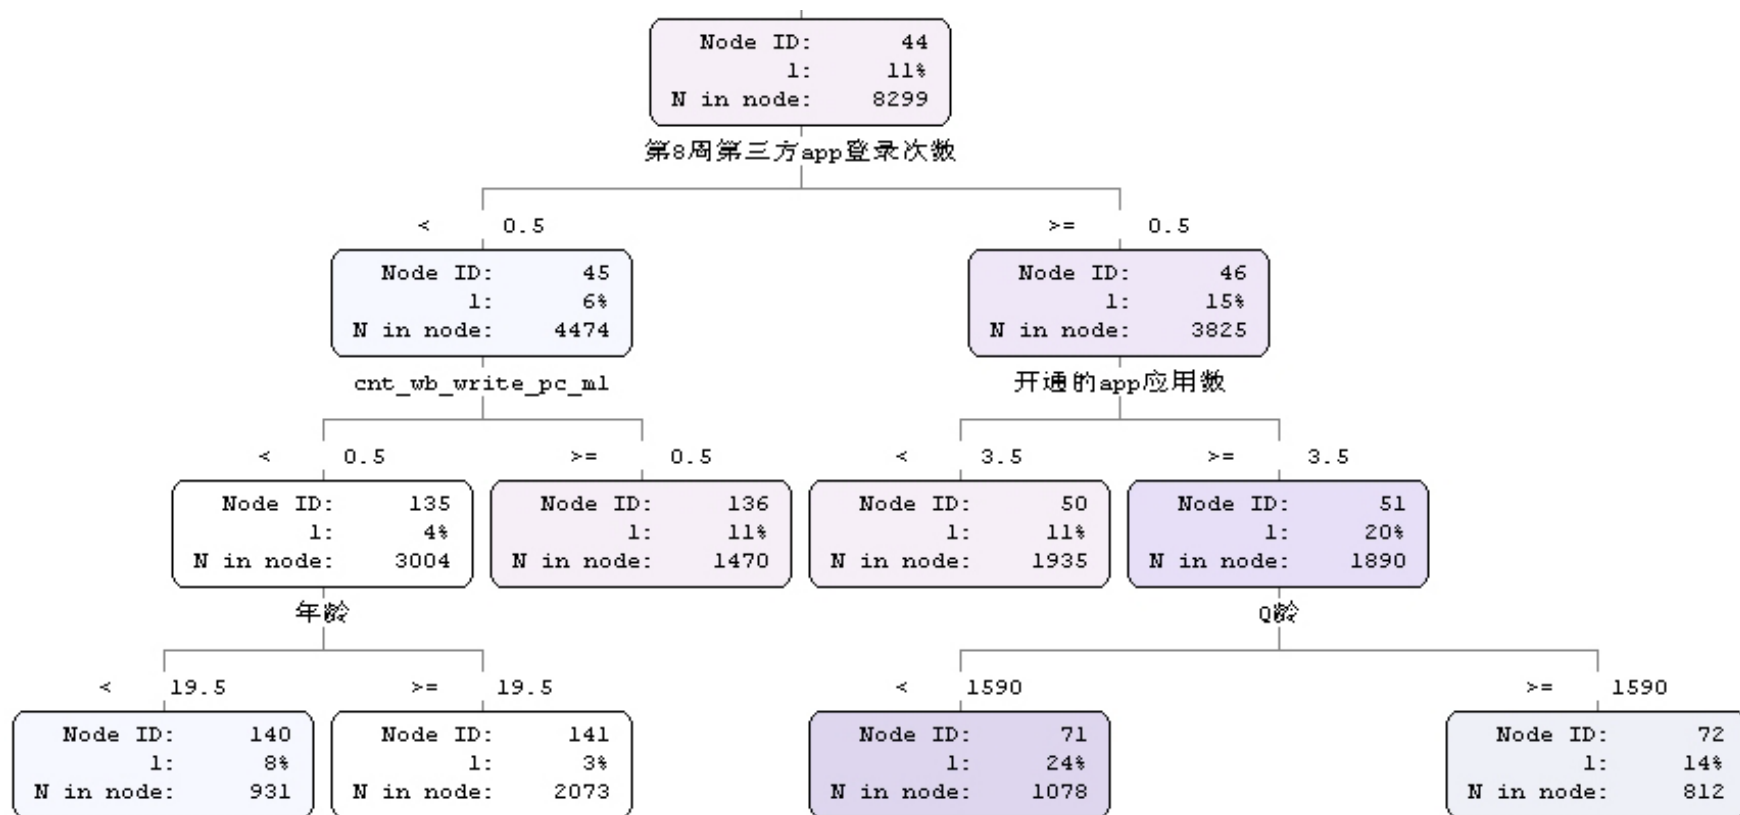 Node ID: 44
1: 11%
N in node: 8299
第8周第三方app登录次数
< 0.5 >= 0.5
Node ID: 45 Node ID: 46
1: 6% 1: 15%
N in node: 4474 N in node: 3825
cnt_wb_write_pc_m1 开通的app应用数
< 0.5 >= 0.5 < 3.5 >= 3.5
Node ID: 135 Node ID: 136 Node ID: 50 Node ID: 51
1: 4% 1: 11% 1: 11% 1: 20%
N in node: 3004 N in node: 1470 N in node: 1935 N in node: 1890
年龄 Q龄
< 19.5 >= 19.5 < 1590 >= 1590
Node ID: 140 Node ID: 141 Node ID: 71 Node ID: 72
1: 8% 1: 3% 1: 24% 1: 14%
N in node: 931 N in node: 2073 N in node: 1078 N in node: 812